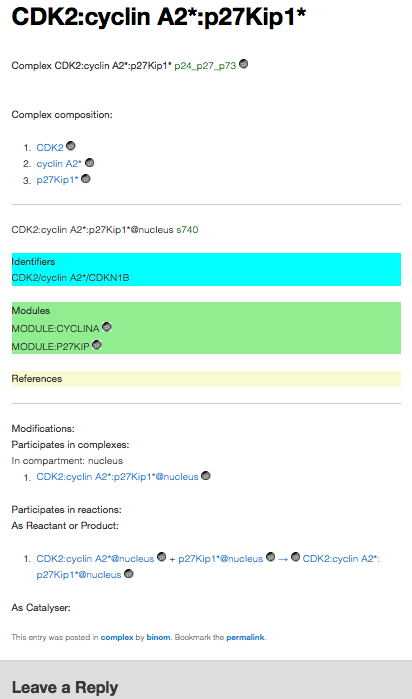 CDK2:cyclin A2*:p27Kip1*
Complex CDK2:cyclin A2*:p27Kip1* p24_p27_p73
Complex composition:
1. CDK2
2. cyclin A2*
3. p27Kip1*
CDK2:cyclin A2*:p27Kip1*@nucleus s740
Identifiers
CDK2/cyclin A2*/CDKN1B
Modules
MODULE:CYCLINA
MODULE:P27KIP
References
Modifications:
Participates in complexes:
In compartment: nucleus
1. CDK2:cyclin A2*:p27Kip1*@nucleus
Participates in reactions:
As Reactant or Product:
1. CDK2:cyclin A2*@nucleus + p27Kip1*@nucleus → CDK2:cyclin A2*:
p27Kip1*@nucleus
As Catalyser:
This entry was posted in complex by binom. Bookmark the permalink.
Leave a Reply